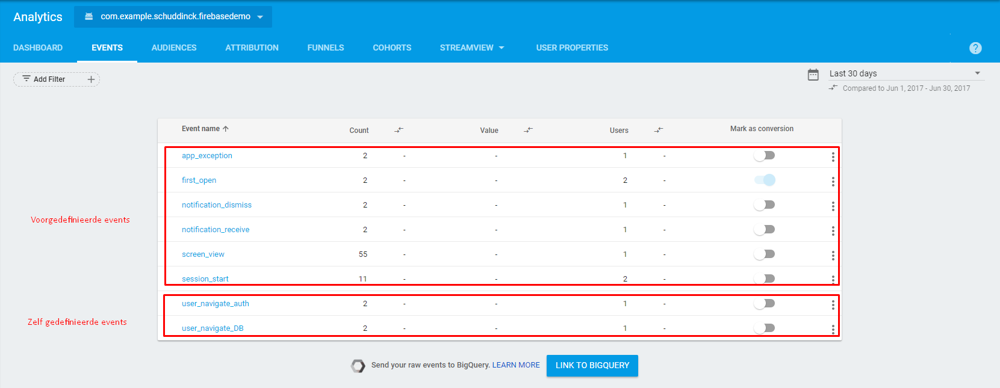 Analytics com.example.schuddinck.firebasedemo
DASHBOARD EVENTS AUDIENCES ATTRIBUTION FUNNELS COHORTS STREAMVIEW USER PROPERTIES ?
Add Filter + Last 30 days
Compared to Jun 1, 2017 - Jun 30, 2017
Event name Count Value Users Mark as conversion
app_exception 2 - - 1 -
first_open 2 - - 2 -
notification_dismiss 2 - - 1 -
Voorgedefinieerde events
notification_receive 2 - - 1 -
screen_view 55 - - 1 -
session_start 11 - - 2 -
user_navigate_auth 2 - - 1 -
Zelf gedefinieerde events
user_navigate_DB 2 - - 1 -
Send your raw events to BigQuery. LEARN MORE LINK TO BIGQUERY